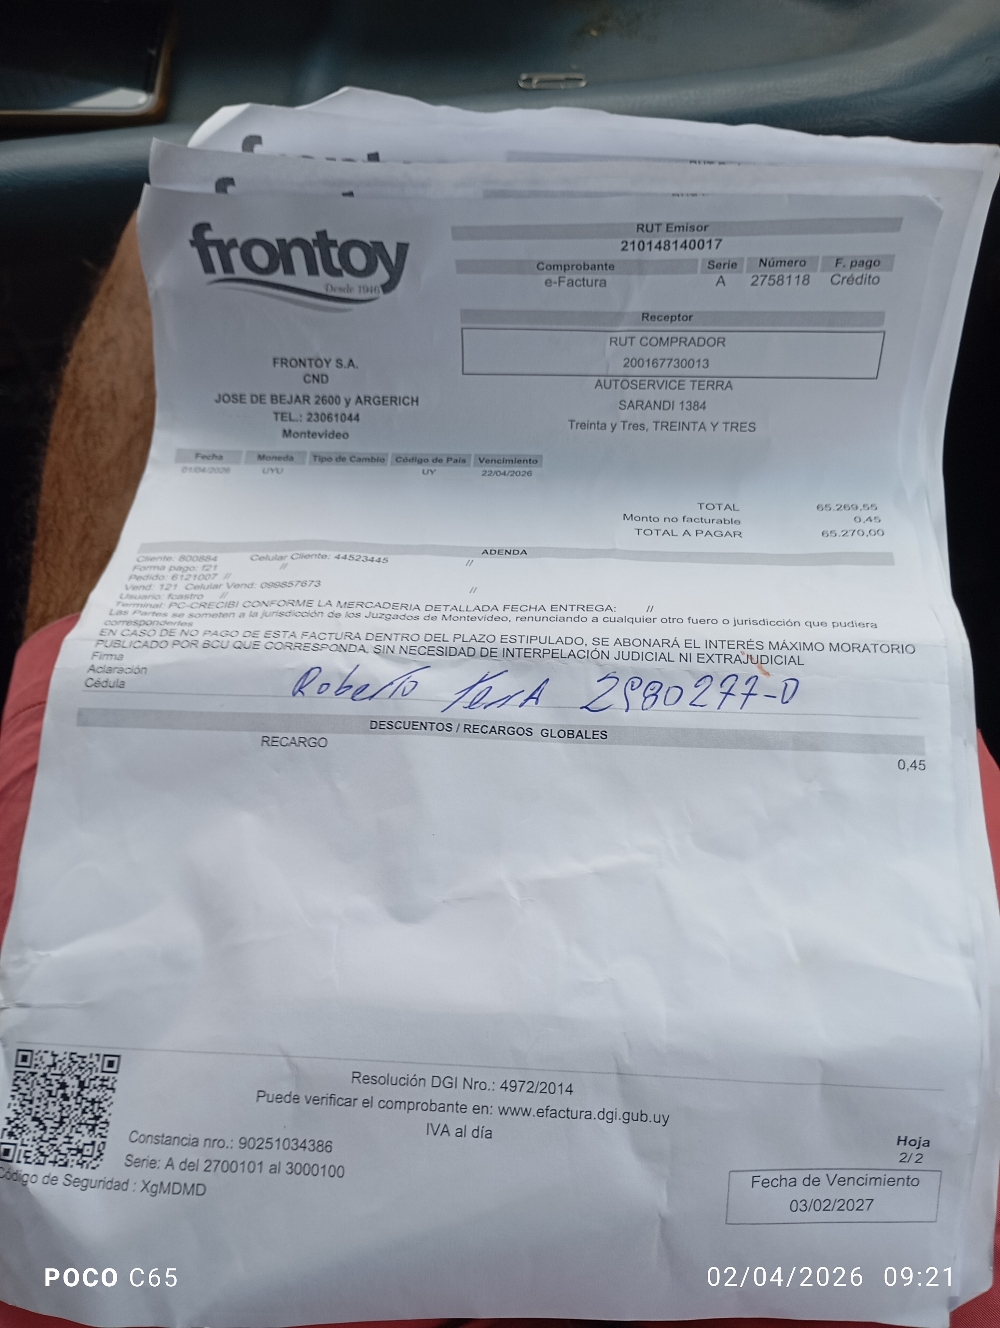 frontoy
Desde 1946
RUT Emisor
210148140017
Comprobante Serie Número F. pago
e-Factura A 2758118 Crédito
Receptor
RUT COMPRADOR
200167730013
AUTOSERVICE TERRA
SARANDI 1384
Treinta y Tres, TREINTA Y TRES
FRONTOY S.A.
CND
JOSE DE BEJAR 2600 y ARGERICH
TEL.: 23061044
Montevideo
Fecha Moneda Tipo de Cambio Código de País Vencimiento
01/04/2026 UYU UY 22/04/2026
TOTAL 65.269,55
Monto no facturable 0,45
TOTAL A PAGAR 65.270,00
ADENDA
Cliente: 800884 Celular Cliente: 44523445 //
Forma pago: f21 //
Pedido: 6121007 //
Vend: 121 Celular Vend: 099857673 //
Usuario: fcastro //
Terminal: PC-CRECIBI CONFORME LA MERCADERIA DETALLADA FECHA ENTREGA: //
Las Partes se someten a la jurisdicción de los Juzgados de Montevideo, renunciando a cualquier otro fuero o jurisdicción que pudiera
corresponderles
EN CASO DE NO PAGO DE ESTA FACTURA DENTRO DEL PLAZO ESTIPULADO, SE ABONARÁ EL INTERÉS MÁXIMO MORATORIO
PUBLICADO POR BCU QUE CORRESPONDA, SIN NECESIDAD DE INTERPELACIÓN JUDICIAL NI EXTRAJUDICIAL
Firma
Aclaración
Cédula
Roberto Terra 2980277-0
DESCUENTOS / RECARGOS GLOBALES
RECARGO 0,45
Resolución DGI Nro.: 4972/2014
Puede verificar el comprobante en: www.efactura.dgi.gub.uy
IVA al día
Constancia nro.: 90251034386
Serie: A del 2700101 al 3000100
Código de Seguridad : XgMDMD
Hoja
2/2
Fecha de Vencimiento
03/02/2027
POCO C65
02/04/2026 09:21